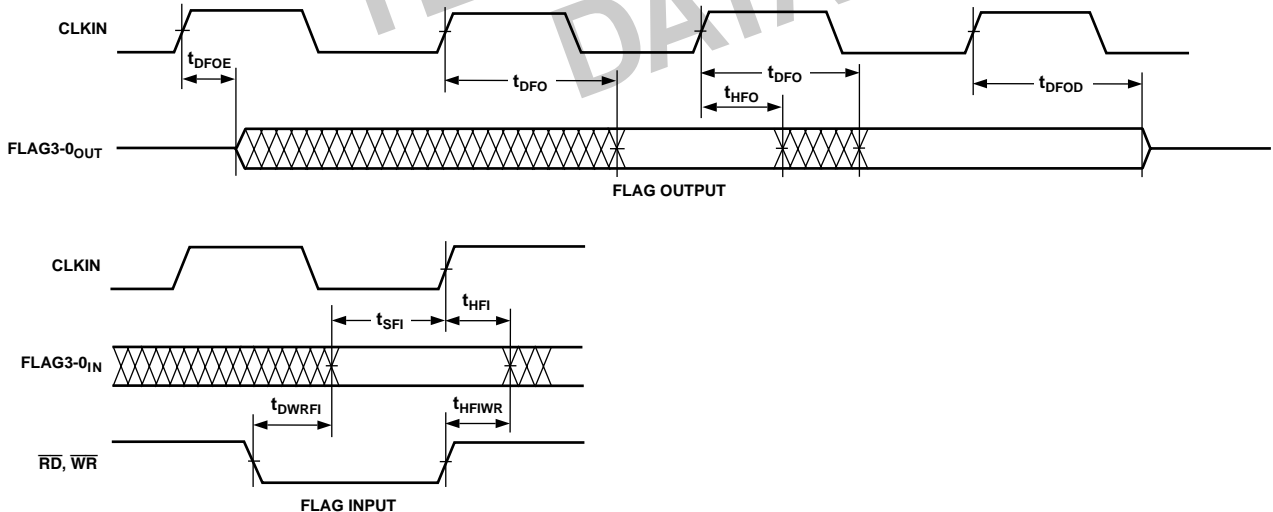 CLKIN
tDFOE
tDFO
tDFO
tHFO
tDFOD
FLAG3-0OUT
FLAG OUTPUT
CLKIN
tSFI
tHFI
FLAG3-0IN
tDWRFI
tHFIWR
RD, WR
FLAG INPUT